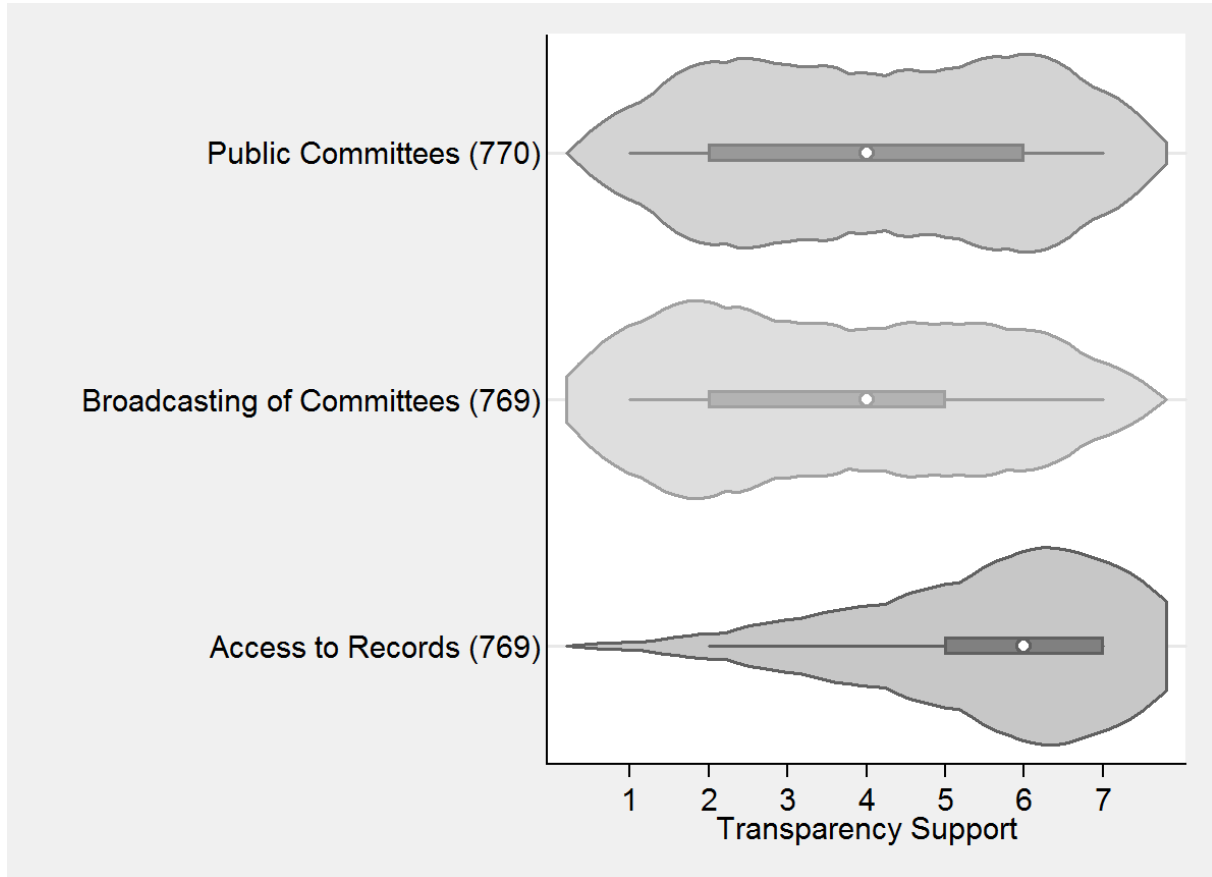 Public Committees (770)
Broadcasting of Committees (769)
Access to Records (769)
1 2 3 4 5 6 7
Transparency Support